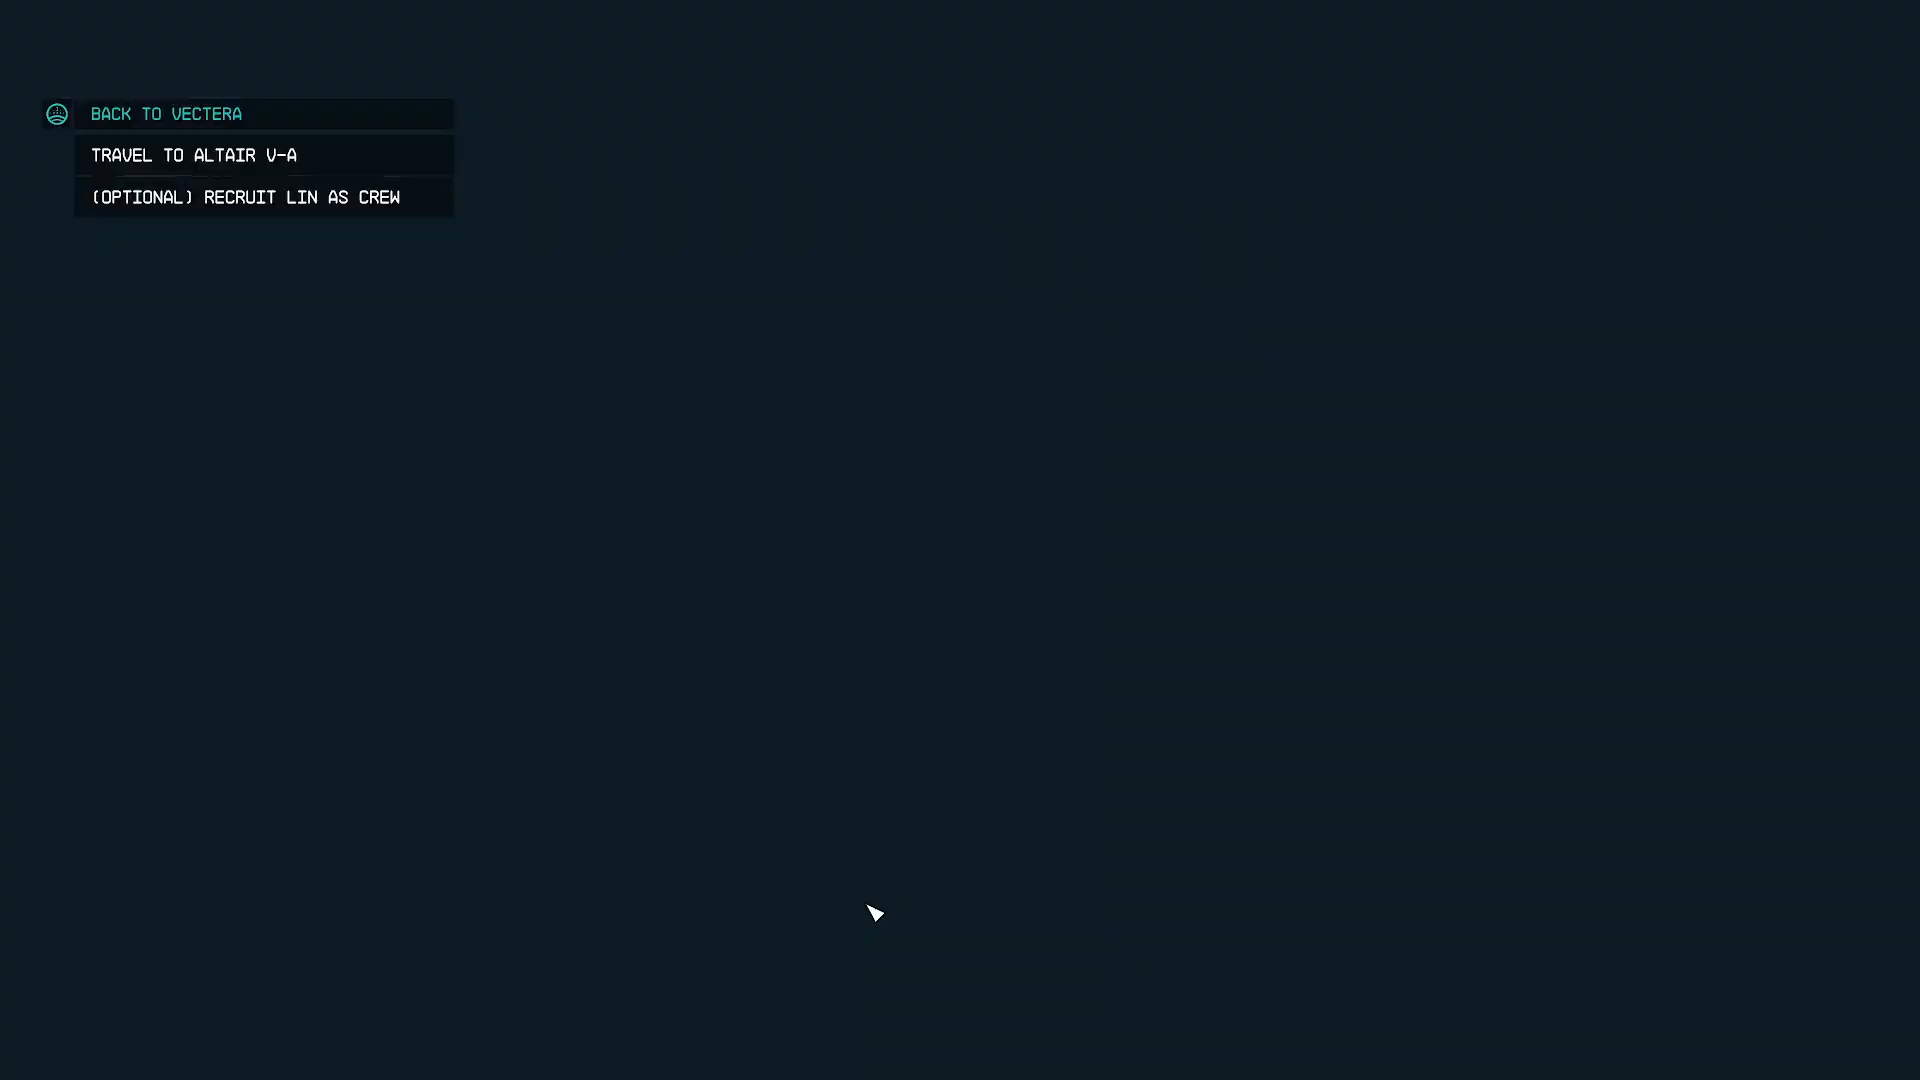 BACK TO VECTERA
TRAVEL TO ALTAIR V-A
(OPTIONAL) RECRUIT LIN AS CREW